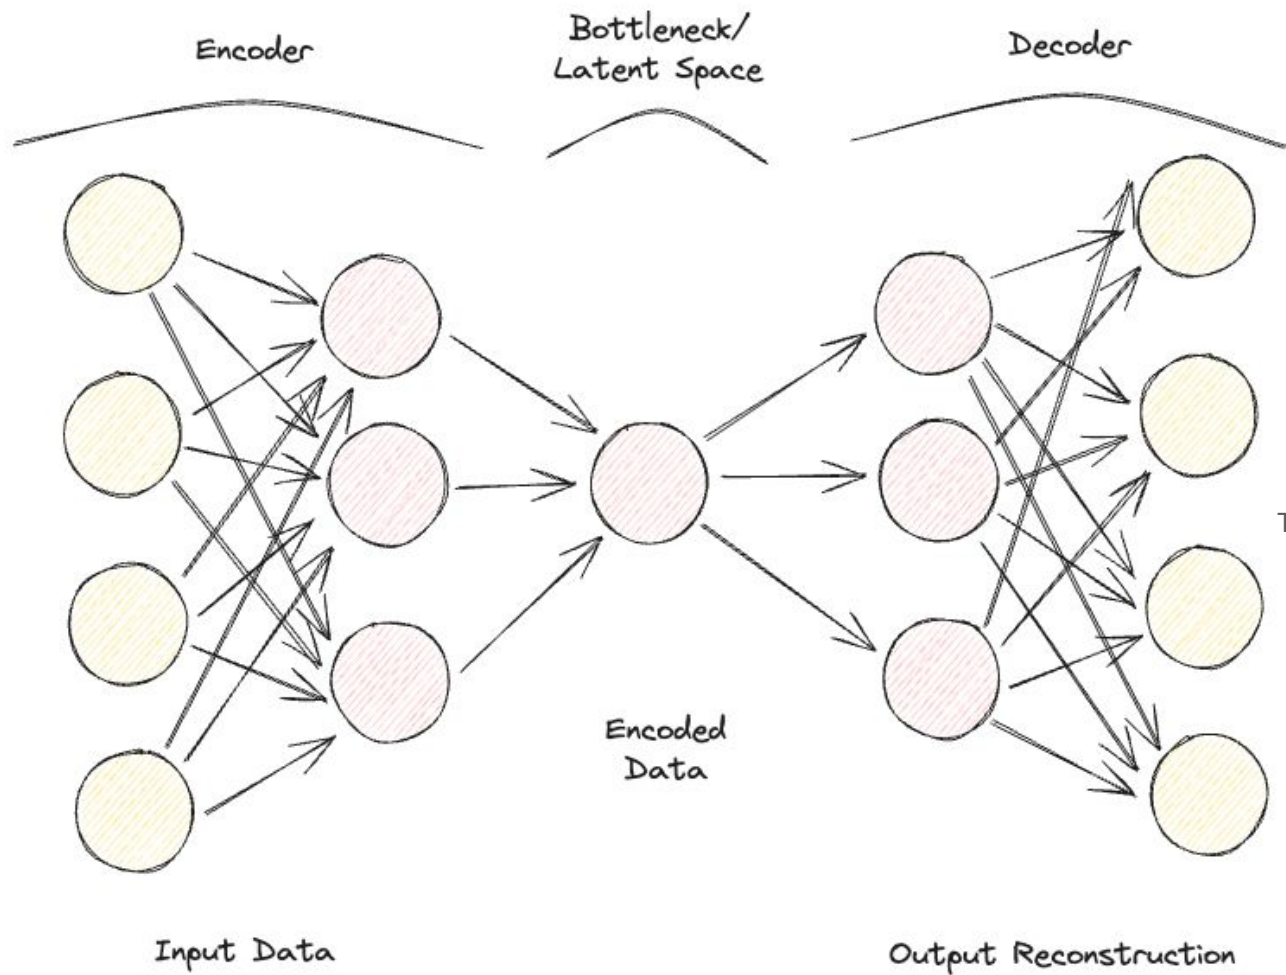 Encoder
Bottleneck/
Latent Space
Decoder
T
Encoded
Data
Input Data
Output Reconstruction